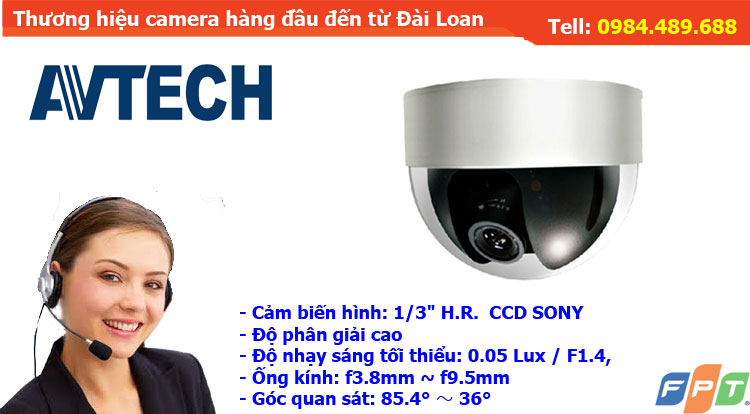 Thương hiệu camera hàng đầu đến từ Đài Loan
Tell: 0984.489.688
AVTECH
- Cảm biến hình: 1/3" H.R.  CCD SONY
- Độ phân giải cao
- Độ nhạy sáng tối thiểu: 0.05 Lux / F1.4,
- Ống kính: f3.8mm ~ f9.5mm
- Góc quan sát: 85.4° ～ 36°
FPT